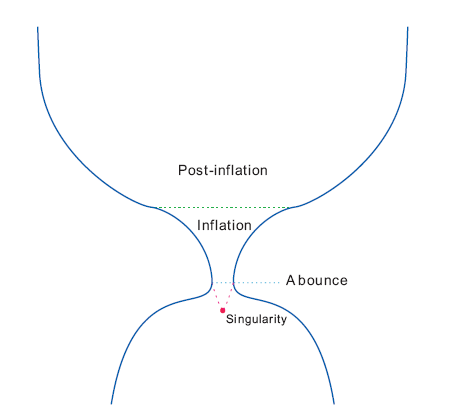 Post-inflation
Inflation
A bounce
Singularity